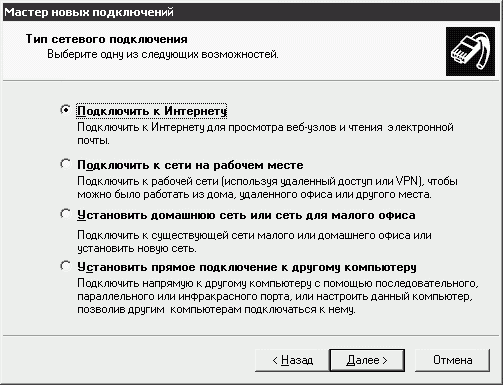 Мастер новых подключений
Тип сетевого подключения
Выберите одну из следующих возможностей.
Подключить к Интернету
Подключить к Интернету для просмотра веб-узлов и чтения электронной
почты.
Подключить к сети на рабочем месте
Подключить к рабочей сети (используя удаленный доступ или VPN), чтобы
можно было работать из дома, удаленного офиса или другого места.
Установить домашнюю сеть или сеть для малого офиса
Подключить к существующей сети малого или домашнего офиса или
установить новую сеть.
Установить прямое подключение к другому компьютеру
Подключить напрямую к другому компьютеру с помощью последовательного,
параллельного или инфракрасного порта, или настроить данный компьютер,
позволив другим компьютерам подключаться к нему.
< Назад Далее > Отмена